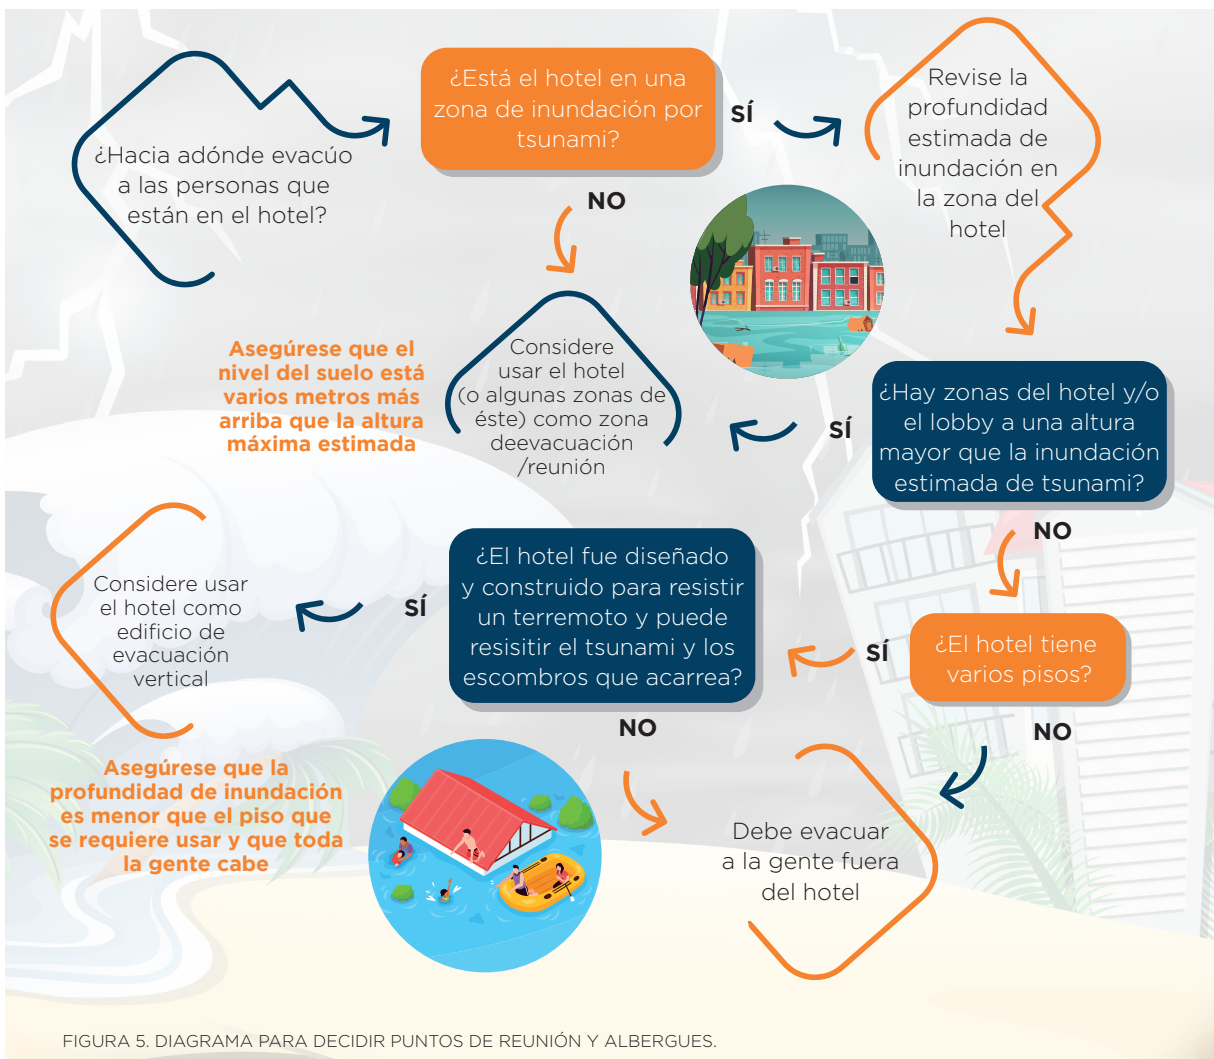 ¿Hacia adónde evacúo
a las personas que
están en el hotel?
¿Está el hotel en una
zona de inundación por
tsunami?
SÍ
NO
Revise la
profundidad
estimada de
inundación en
la zona del
hotel
Asegúrese que el
nivel del suelo está
varios metros más
arriba que la altura
máxima estimada
Considere
usar el hotel
(o algunas zonas de
éste) como zona
deevacuación
/reunión
SÍ
¿Hay zonas del hotel y/o
el lobby a una altura
mayor que la inundación
estimada de tsunami?
NO
Considere usar
el hotel como
edificio de
evacuación
vertical
SÍ
¿El hotel fue diseñado
y construido para resistir
un terremoto y puede
resisitir el tsunami y los
escombros que acarrea?
SÍ
¿El hotel tiene
varios pisos?
NO
NO
Asegúrese que la
profundidad de inundación
es menor que el piso que
se requiere usar y que toda
la gente cabe
Debe evacuar
a la gente fuera
del hotel
FIGURA 5. DIAGRAMA PARA DECIDIR PUNTOS DE REUNIÓN Y ALBERGUES.